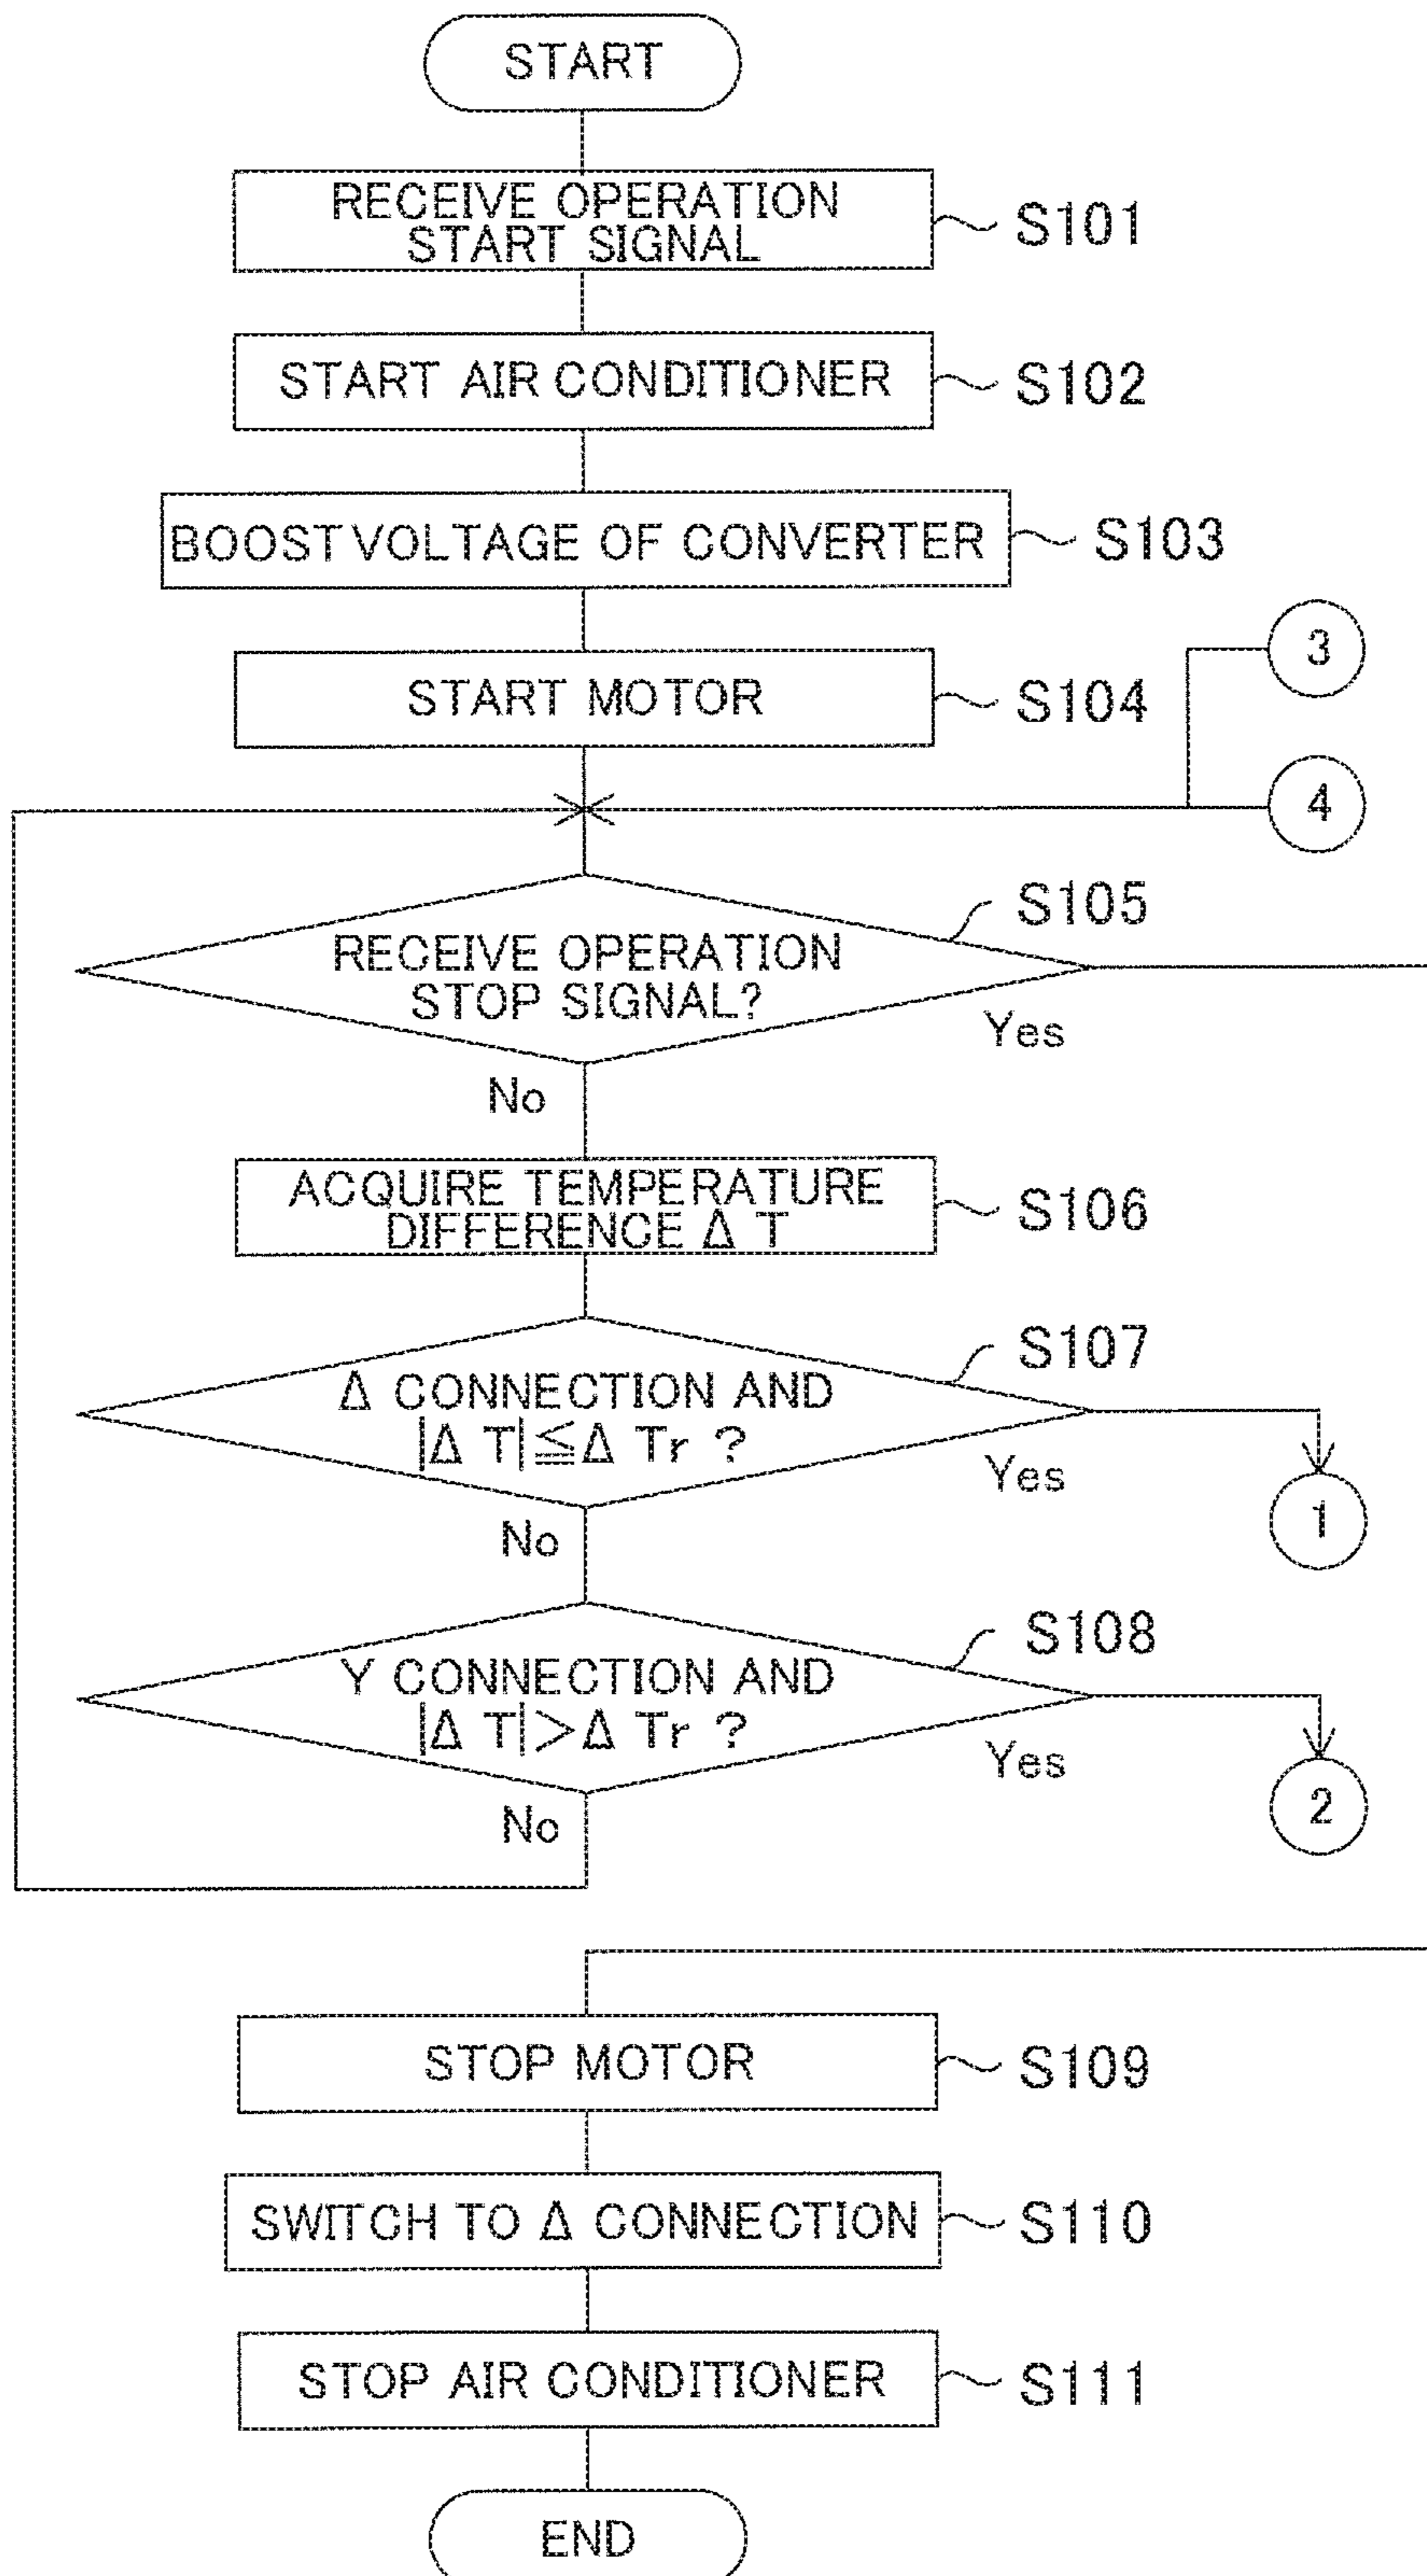 START
RECEIVE OPERATION
START SIGNAL
S101
START AIR CONDITIONER
S102
BOOST VOLTAGE OF CONVERTER
S103
START MOTOR
S104
3
4
RECEIVE OPERATION
STOP SIGNAL?
S105
Yes
No
ACQUIRE TEMPERATURE
DIFFERENCE Δ T
S106
Δ CONNECTION AND
|Δ T|≦Δ Tr ?
S107
Yes
1
No
Y CONNECTION AND
|Δ T|>Δ Tr ?
S108
Yes
2
No
STOP MOTOR
S109
SWITCH TO Δ CONNECTION
S110
STOP AIR CONDITIONER
S111
END